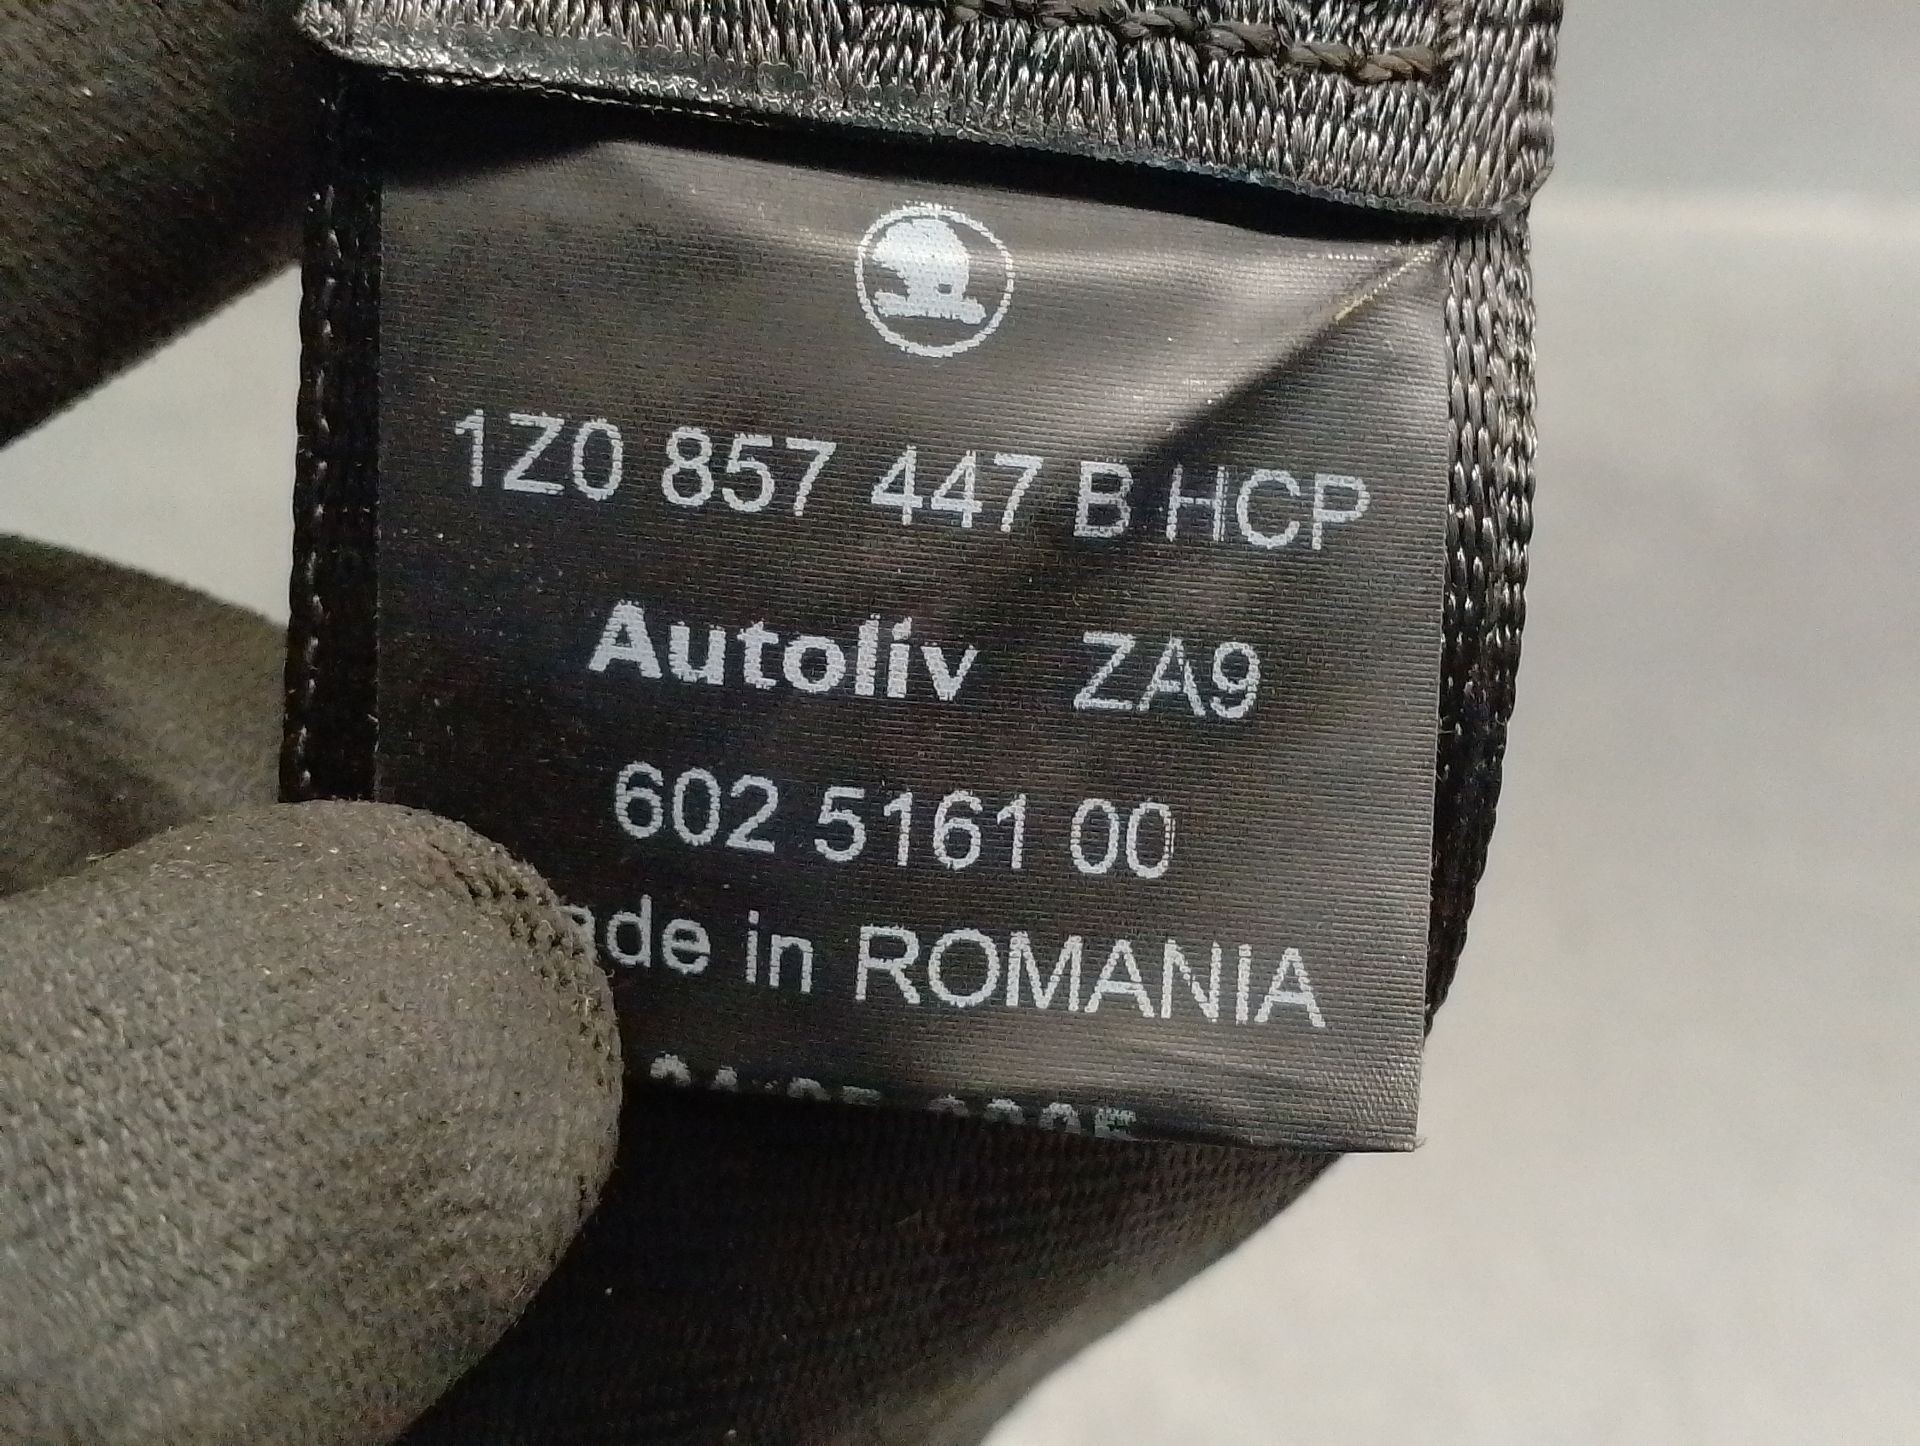 1Z0 857 447 B HCP
Autoliv ZA9
602 5161 00
ade in ROMANIA